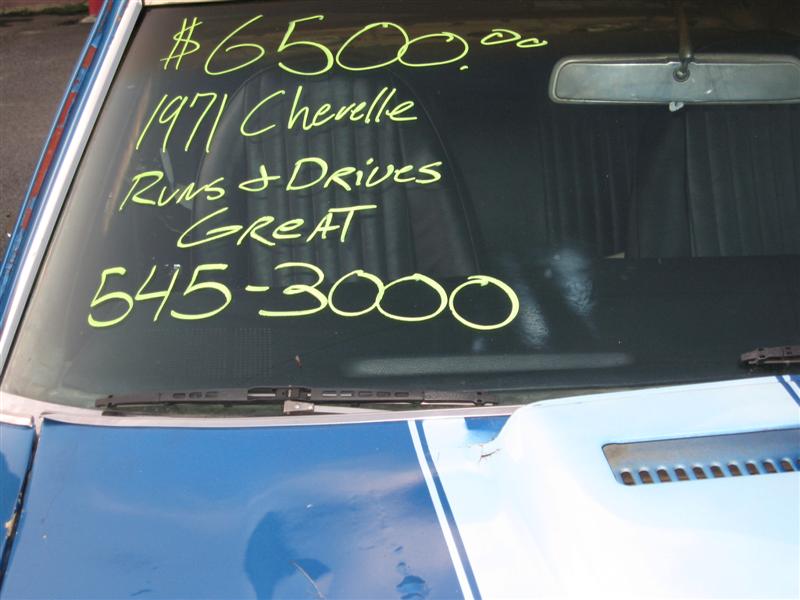 $6500.00
1971 Chevelle
Runs & Drives
Great
545-3000